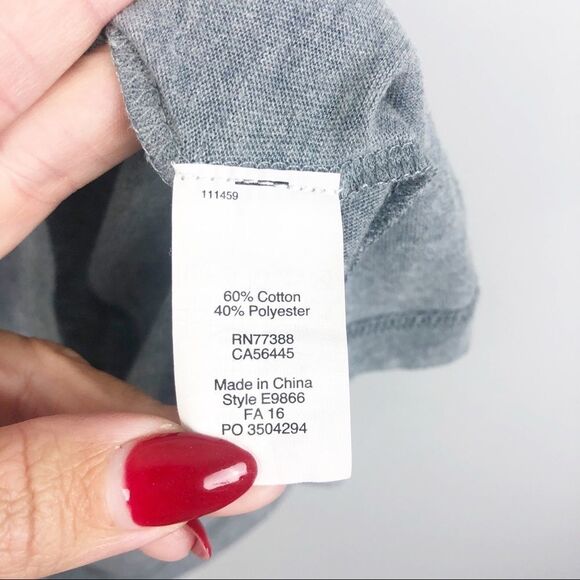 111459
60% Cotton
40% Polyester
RN77388
CA56445
Made in China
Style E9866
FA 16
PO 3504294